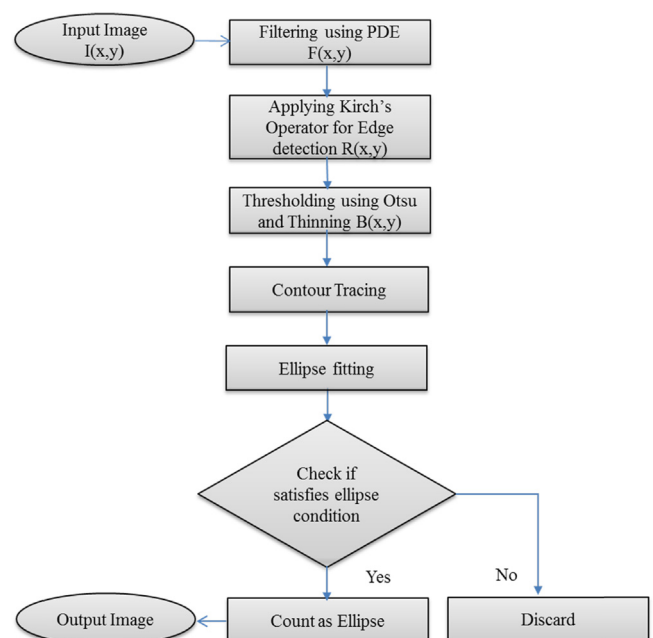 Input Image
I(x,y)
Filtering using PDE
F(x,y)
Applying Kirch's
Operator for Edge
detection R(x,y)
Thresholding using Otsu
and Thinning B(x,y)
Contour Tracing
Ellipse fitting
Check if
satisfies ellipse
condition
Yes
No
Output Image
Count as Ellipse
Discard